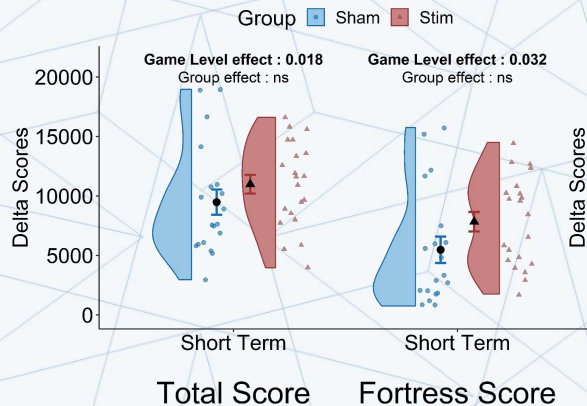 Group Sham Stim
Game Level effect : 0.018
Group effect : ns
Game Level effect : 0.032
Group effect : ns
Delta Scores
20000
15000
10000
5000
0
Short Term
Short Term
Total Score
Fortress Score
Delta Scores